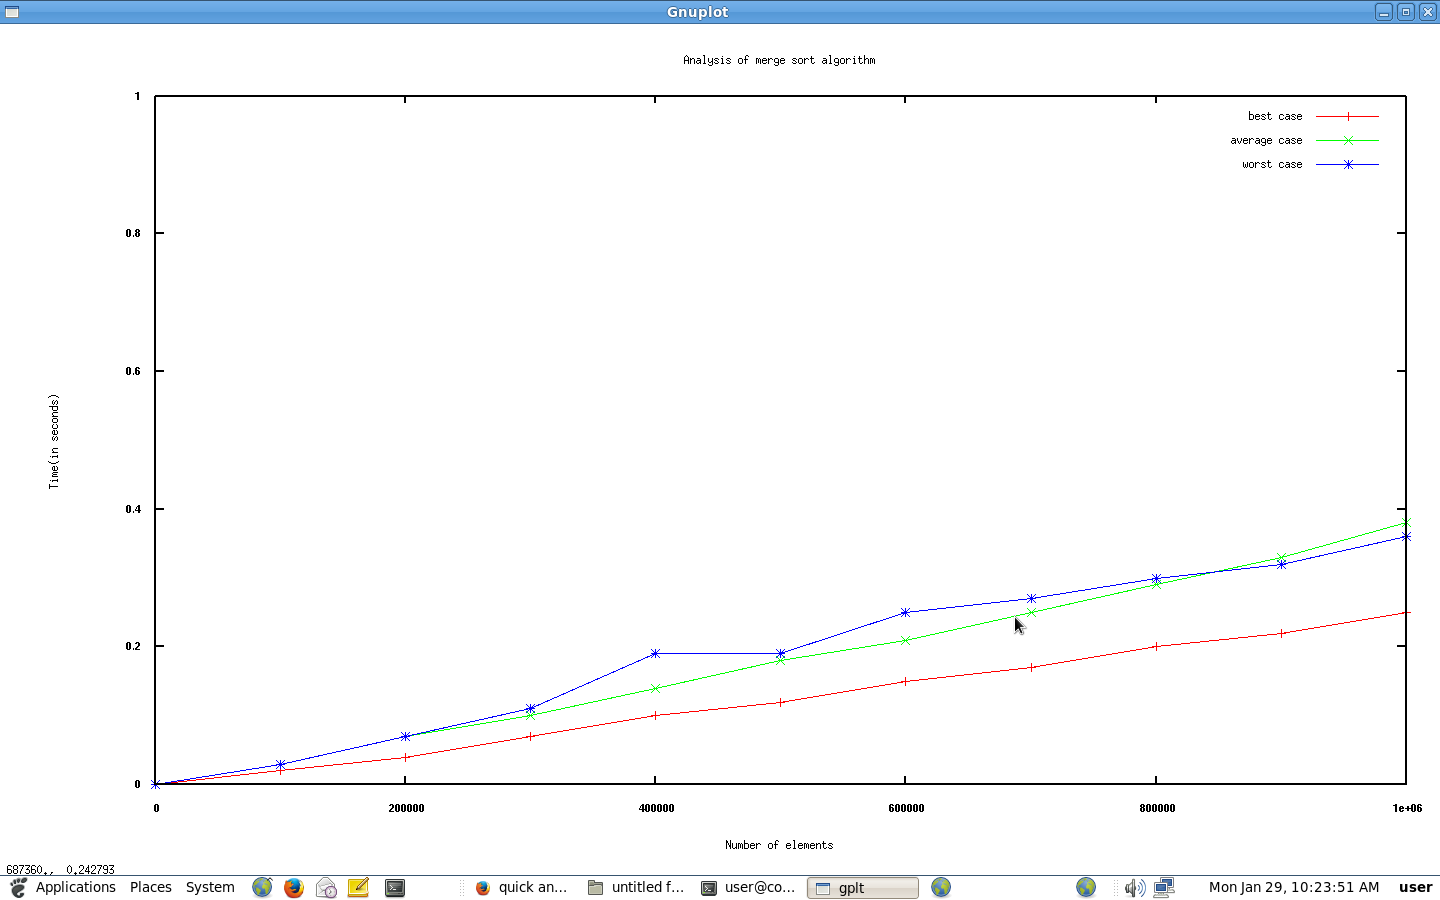 Gnuplot
Analysis of merge sort algorithm
best case
average case
worst case
1
0.8
0.6
0.4
0.2
0
Time(in seconds)
0 200000 400000 600000 800000 1e+06
Number of elements
687360., 0.242793
Applications Places System quick an... untitled f... user@co... gplt Mon Jan 29, 10:23:51 AM user